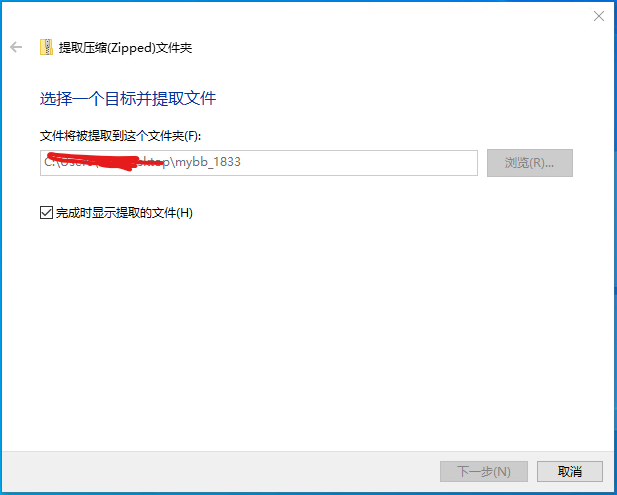 提取压缩(Zipped)文件夹
选择一个目标并提取文件
文件将被提取到这个文件夹(F):
C:\Users\ktop\mybb_1833
浏览(R)...
完成时显示提取的文件(H)
下一步(N)
取消